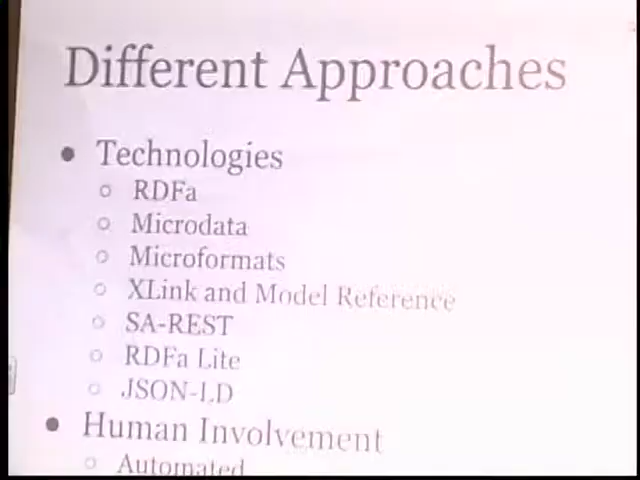 Different Approaches
● Technologies
○ RDFa
○ Microdata
○ Microformats
○ XLink and Model Reference
○ SA-REST
○ RDFa Lite
○ JSON-LD
● Human Involvement
○ Automated